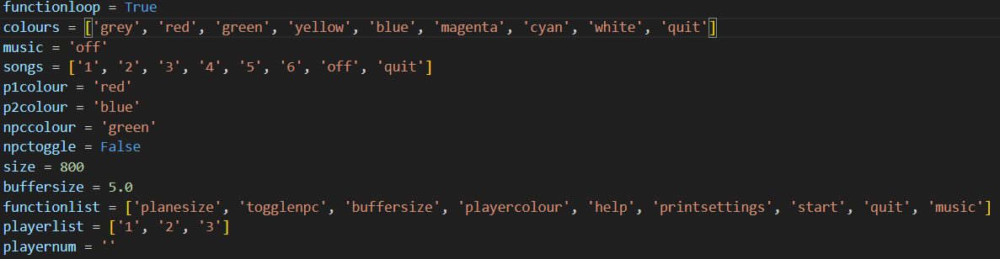 functionloop = True
colours = ['grey', 'red', 'green', 'yellow', 'blue', 'magenta', 'cyan', 'white', 'quit']
music = 'off'
songs = ['1', '2', '3', '4', '5', '6', 'off', 'quit']
p1colour = 'red'
p2colour = 'blue'
npccolour = 'green'
npctoggle = False
size = 800
buffersize = 5.0
functionlist = ['planesize', 'togglenpc', 'buffersize', 'playercolour', 'help', 'printsettings', 'start', 'quit', 'music']
playerlist = ['1', '2', '3']
playernum = ''